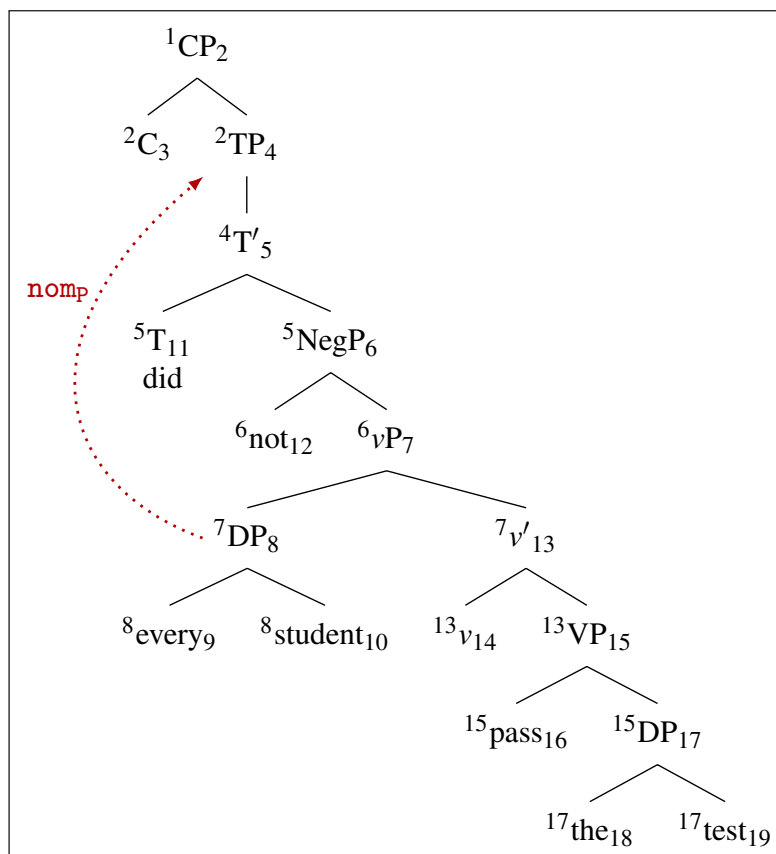 ¹CP₂
²C₃ ²TP₄
⁴T′₅
nomₚ
⁵T₁₁ ⁵NegP₆
did
⁶not₁₂ ⁶vP₇
⁷DP₈ ⁷v′₁₃
⁸every₉ ⁸student₁₀ ¹³v₁₄ ¹³VP₁₅
¹⁵pass₁₆ ¹⁵DP₁₇
¹⁷the₁₈ ¹⁷test₁₉